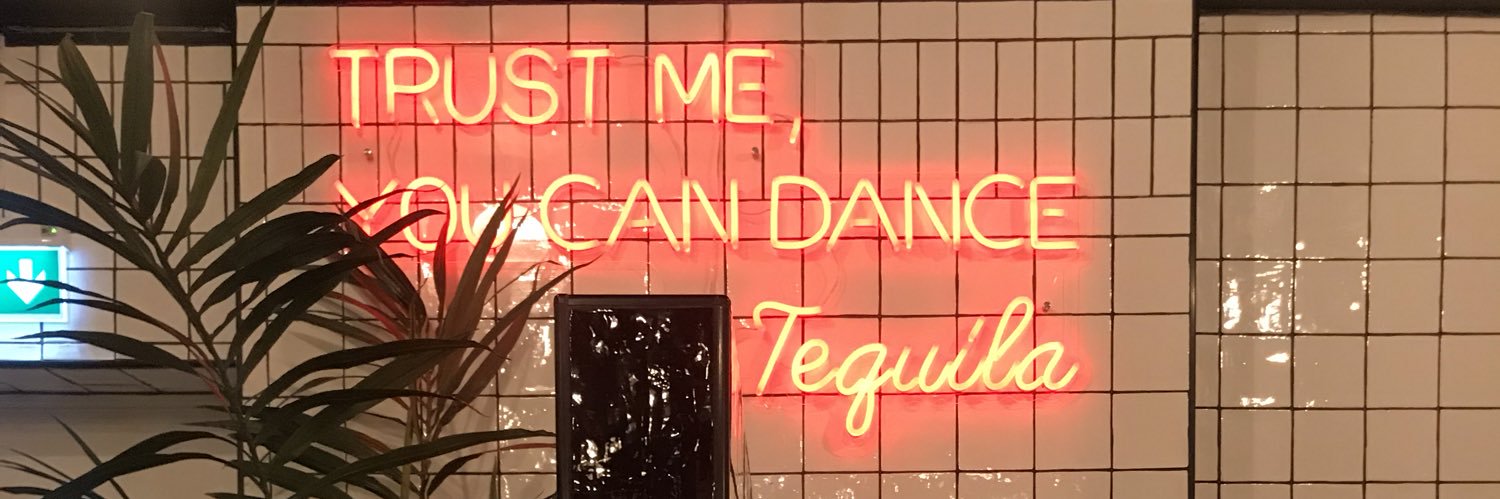 TRUST ME,
YOU CAN DANCE
Tequila